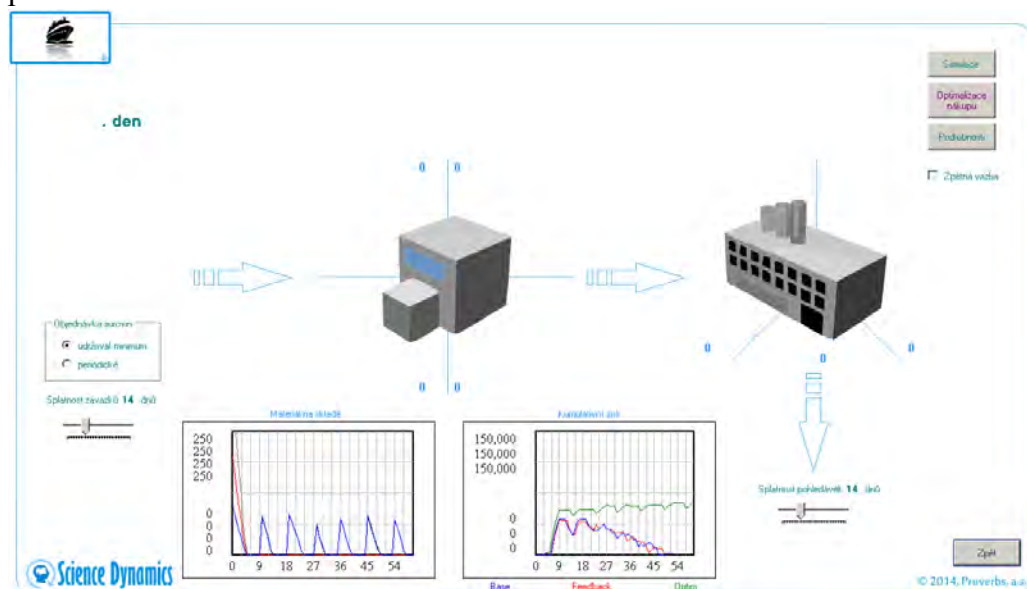 . den
Simulace
Optimalizace
nákupu
Podrobnosti
Zpětná vazba
0 0
0 0
0
0
0
Objednávka surovin
udržovat minimum
periodické
Splatnost závazků 14 dnů
Materiál na skladě
250
250
250
250
0
0
0
0
0 9 18 27 36 45 54
Kumulativní zisk
150,000
150,000
150,000
0
0
0
0 9 18 27 36 45 54
Base Feedback Optim
Splatnost pohledávek 14 dnů
Zpět
Science Dynamics
© 2014, Proverbs, a.s.